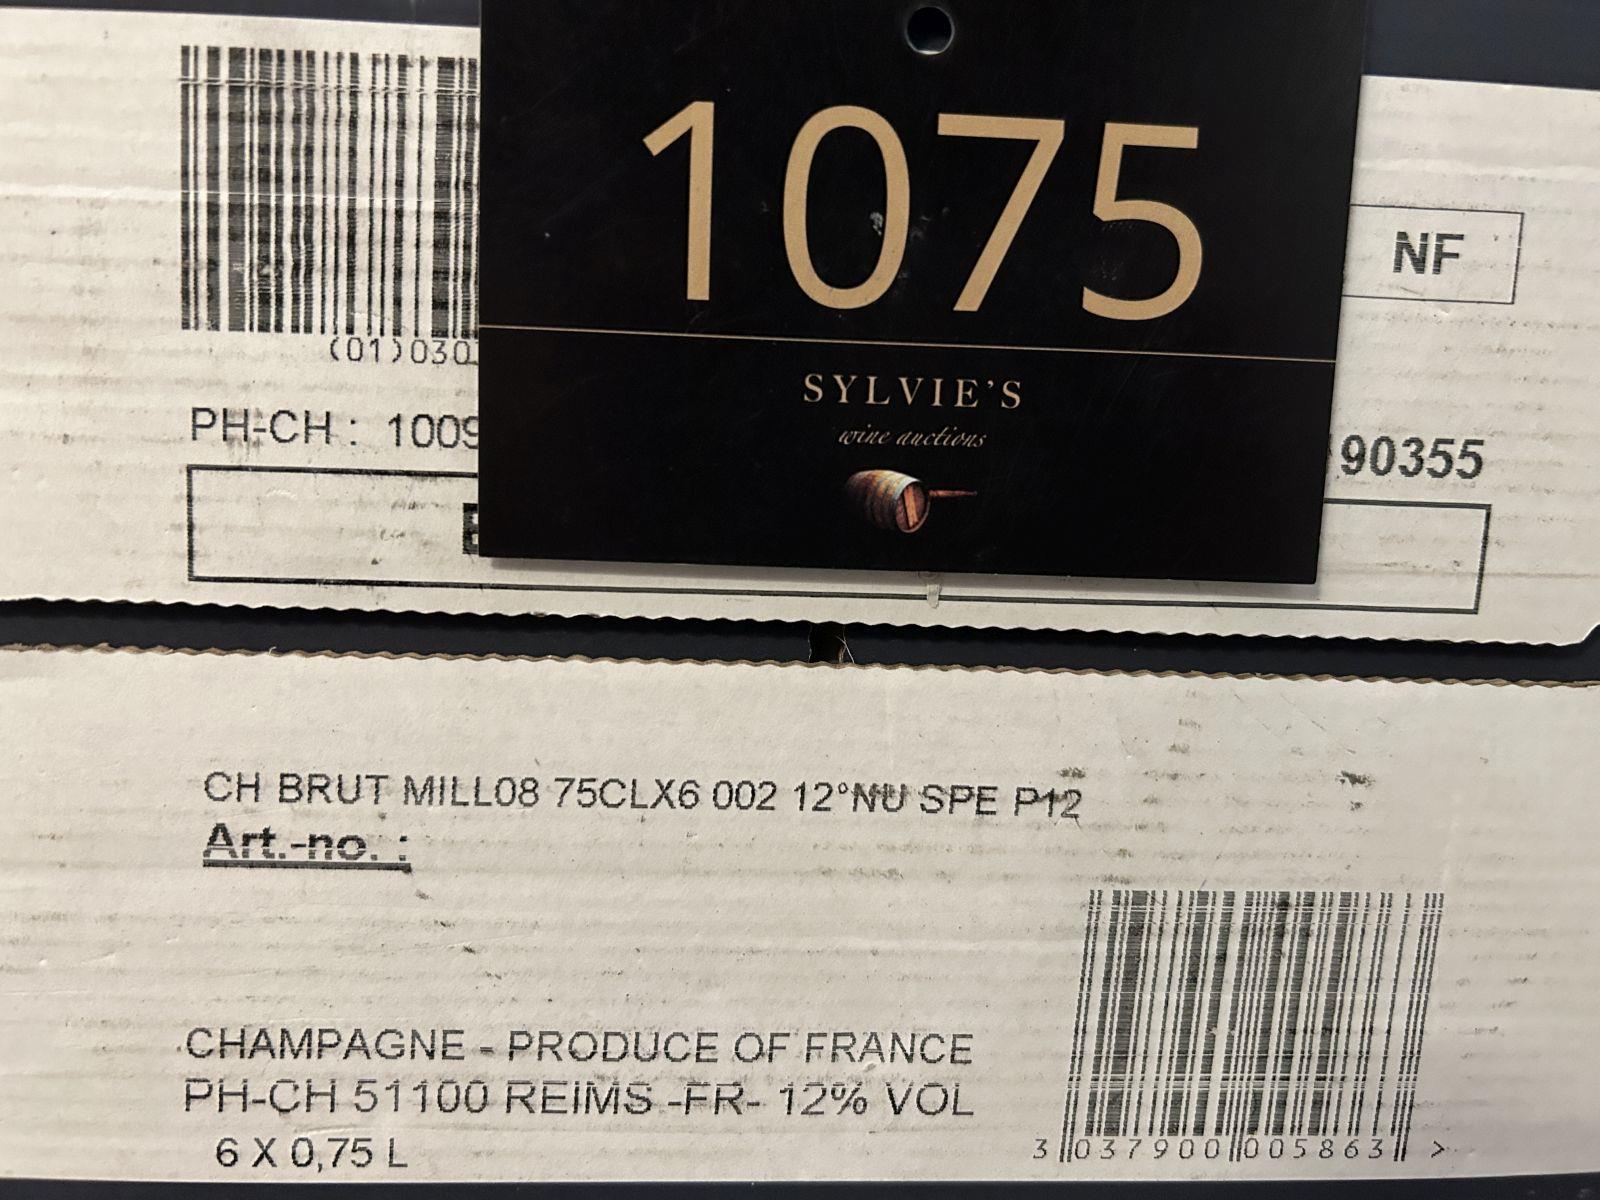 1075
SYLVIE'S
wine auctions
NF
(01)030
PH-CH : 1009
90355
CH BRUT MILL08 75CLX6 002 12°NU SPE P12
Art.-no. :
CHAMPAGNE - PRODUCE OF FRANCE
PH-CH 51100 REIMS -FR- 12% VOL
6 X 0,75 L
3 037900 005863 >